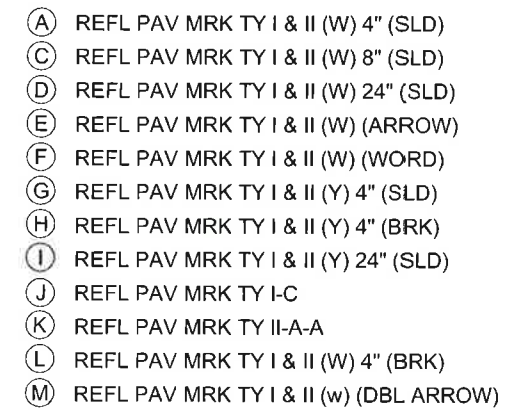 A REFL PAV MRK TY I & II (W) 4" (SLD)
C REFL PAV MRK TY I & II (W) 8" (SLD)
D REFL PAV MRK TY I & II (W) 24" (SLD)
E REFL PAV MRK TY I & II (W) (ARROW)
F REFL PAV MRK TY I & II (W) (WORD)
G REFL PAV MRK TY I & II (Y) 4" (SLD)
H REFL PAV MRK TY I & II (Y) 4" (BRK)
I REFL PAV MRK TY I & II (Y) 24" (SLD)
J REFL PAV MRK TY I-C
K REFL PAV MRK TY II-A-A
L REFL PAV MRK TY I & II (W) 4" (BRK)
M REFL PAV MRK TY I & II (w) (DBL ARROW)